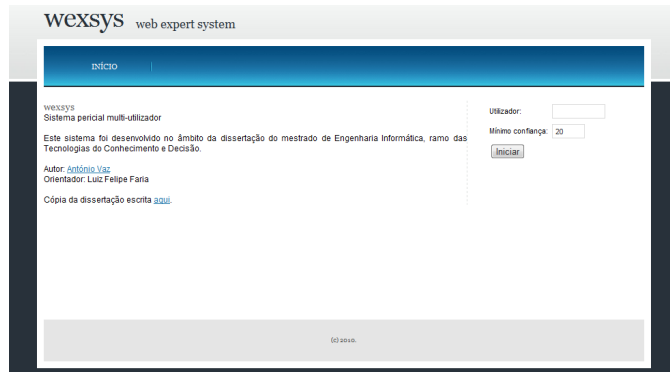 wexsys web expert system
INÍCIO
wexsys
Sistema pericial multi-utilizador
Este sistema foi desenvolvido no âmbito da dissertação do mestrado de Engenharia Informática, ramo das
Tecnologias do Conhecimento e Decisão.
Autor: António Vaz
Orientador: Luiz Felipe Faria
Cópia da dissertação escrita aqui.
Utilizador:
Mínimo confiança: 20
Iniciar
(c) 2010.